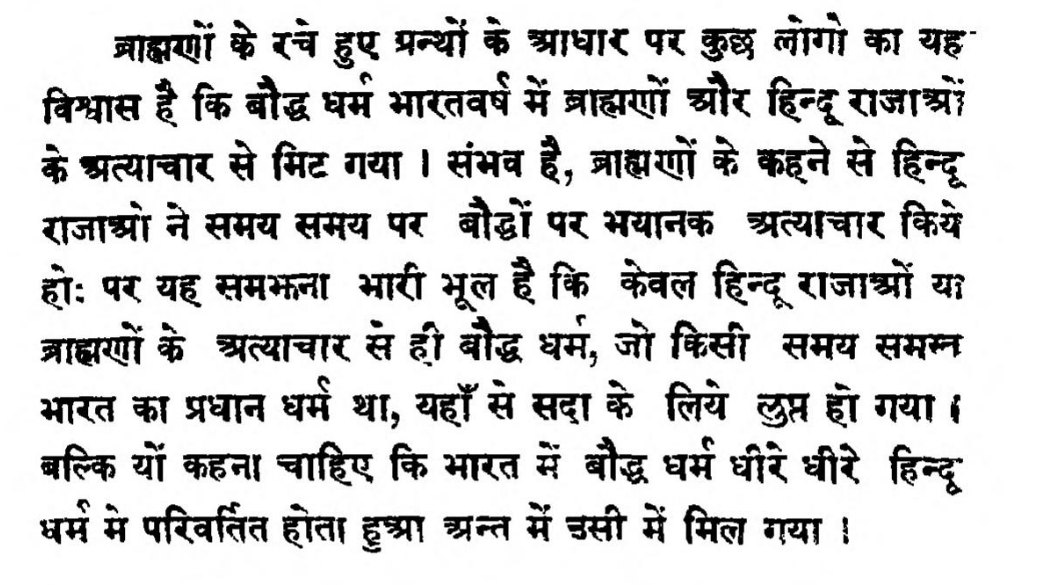 ब्राह्मणों के रचे हुए ग्रन्थों के आधार पर कुछ लोगो का यह
विश्वास है कि बौद्ध धर्म भारतवर्ष में ब्राह्मणों और हिन्दू राजाओं
के अत्याचार से मिट गया । संभव है, ब्राह्मणों के कहने से हिन्दू
राजाओ ने समय समय पर बौद्धों पर भयानक अत्याचार किये
हो: पर यह समझना भारी भूल है कि केवल हिन्दू राजाओं या
ब्राह्मणों के अत्याचार से ही बौद्ध धर्म, जो किसी समय समस्त
भारत का प्रधान धर्म था, यहाँ से सदा के लिये लुप्त हो गया ।
बल्कि यों कहना चाहिए कि भारत में बौद्ध धर्म धीरे धीरे हिन्दू
धर्म मे परिवर्तित होता हुआ अन्त में उसी में मिल गया ।